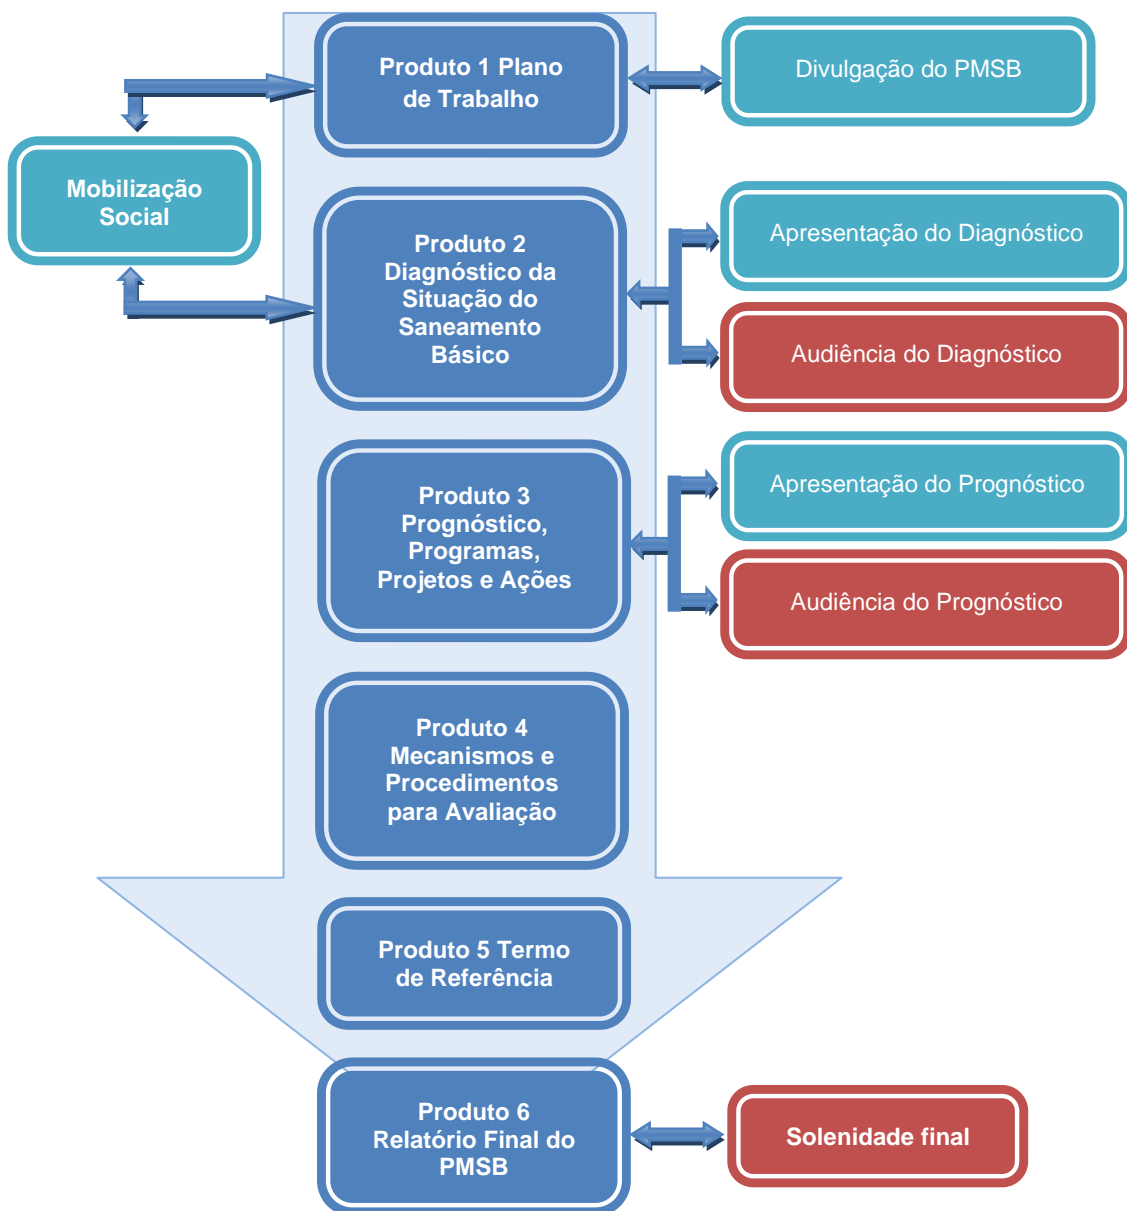 Produto 1 Plano
de Trabalho
Divulgação do PMSB
Mobilização
Social
Produto 2
Diagnóstico da
Situação do
Saneamento
Básico
Apresentação do Diagnóstico
Audiência do Diagnóstico
Produto 3
Prognóstico,
Programas,
Projetos e Ações
Apresentação do Prognóstico
Audiência do Prognóstico
Produto 4
Mecanismos e
Procedimentos
para Avaliação
Produto 5 Termo
de Referência
Produto 6
Relatório Final do
PMSB
Solenidade final